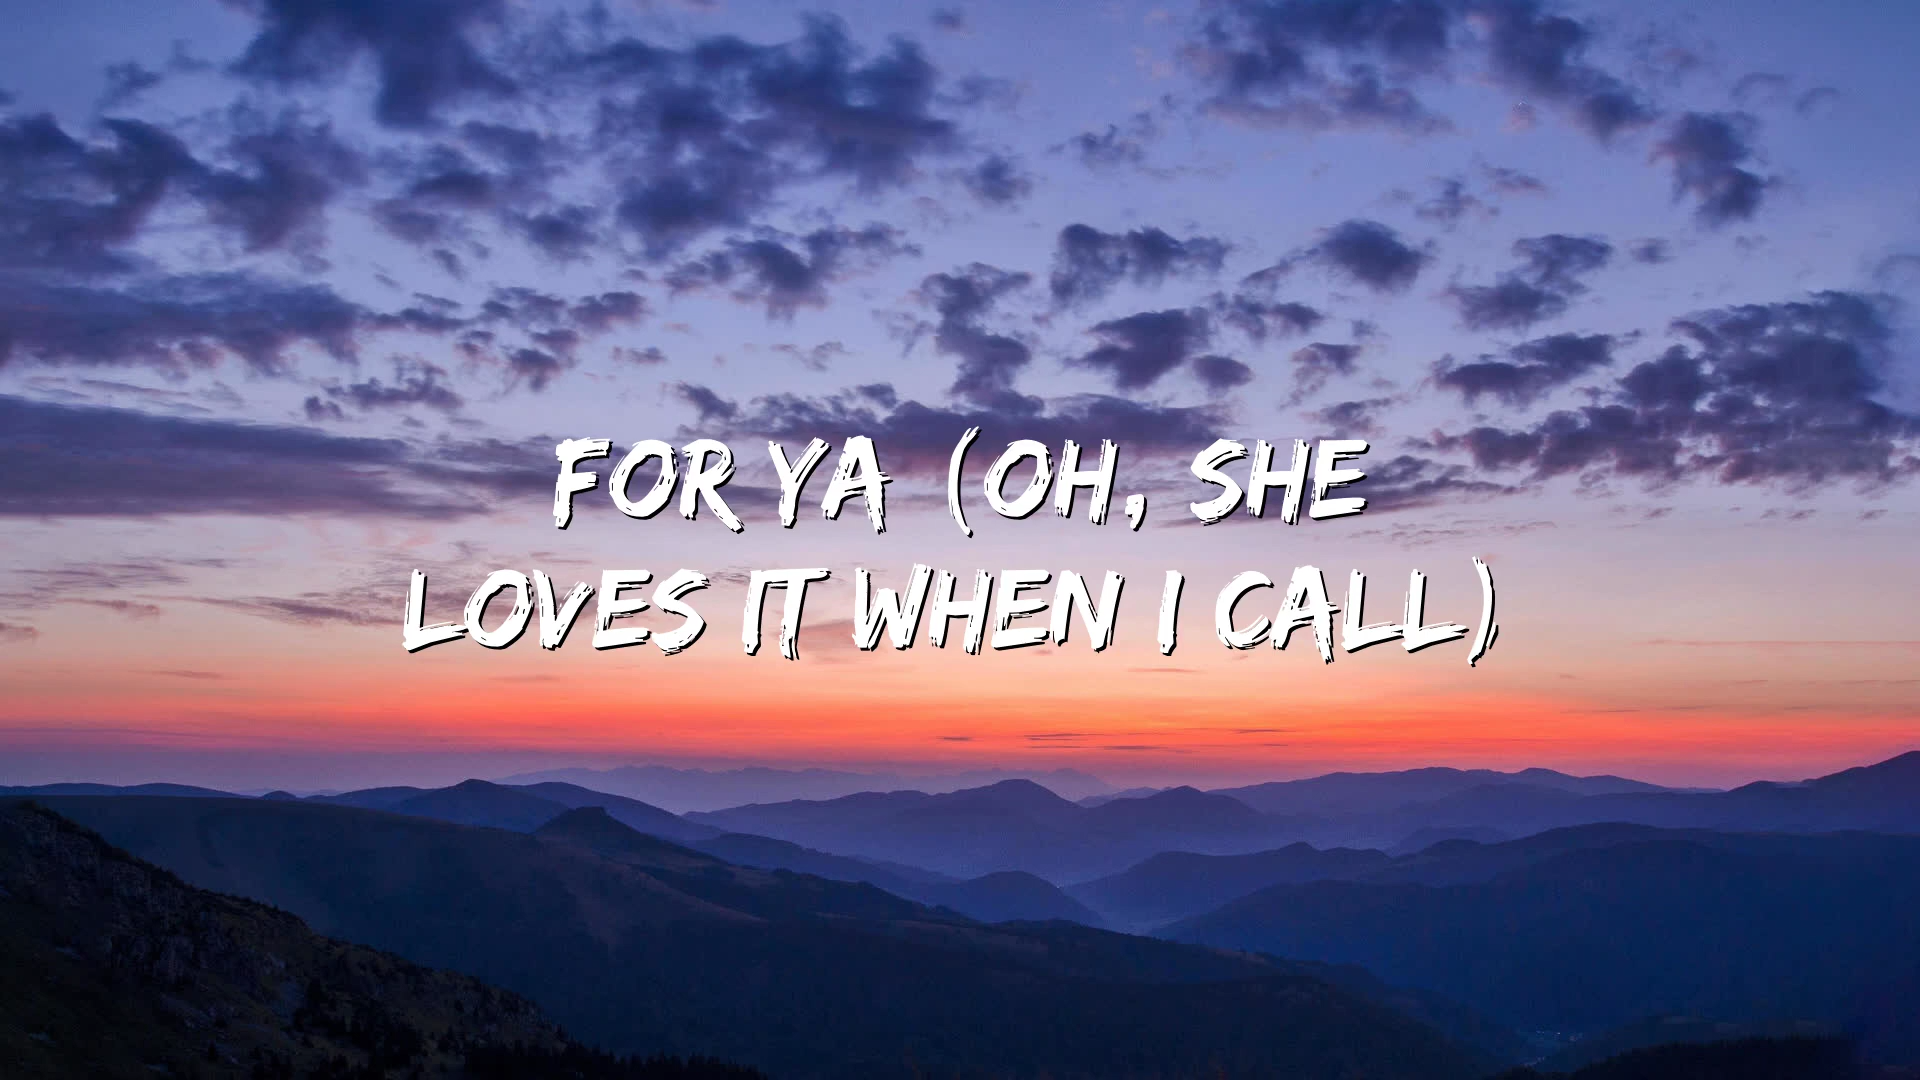 FOR YA (OH, SHE
LOVES IT WHEN I CALL)